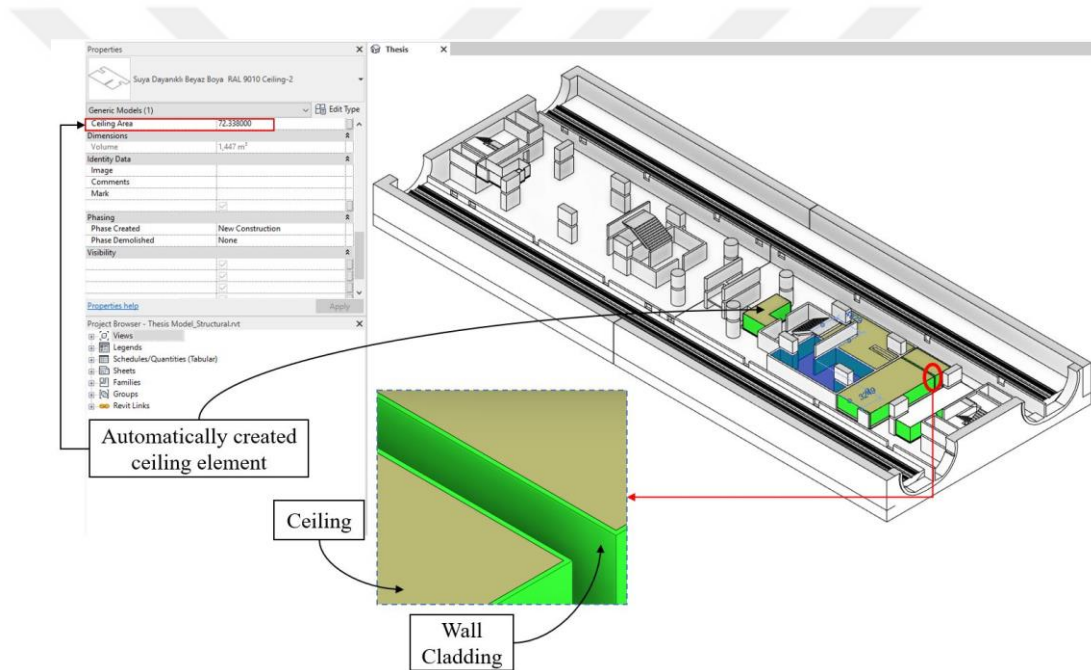 Properties
Thesis
Suya Dayanıklı Beyaz Boya RAL 9010 Ceiling-2
Generic Models (1)
Edit Type
Ceiling Area 72.338000
Dimensions
Volume 1,447 m³
Identity Data
Image
Comments
Mark
Phasing
Phase Created New Construction
Phase Demolished None
Visibility
Properties help
Apply
Project Browser - Thesis Model_Structural.rvt
Views
Legends
Schedules/Quantities (Tabular)
Sheets
Families
Groups
Revit Links
Automatically created
ceiling element
Ceiling
Wall
Cladding